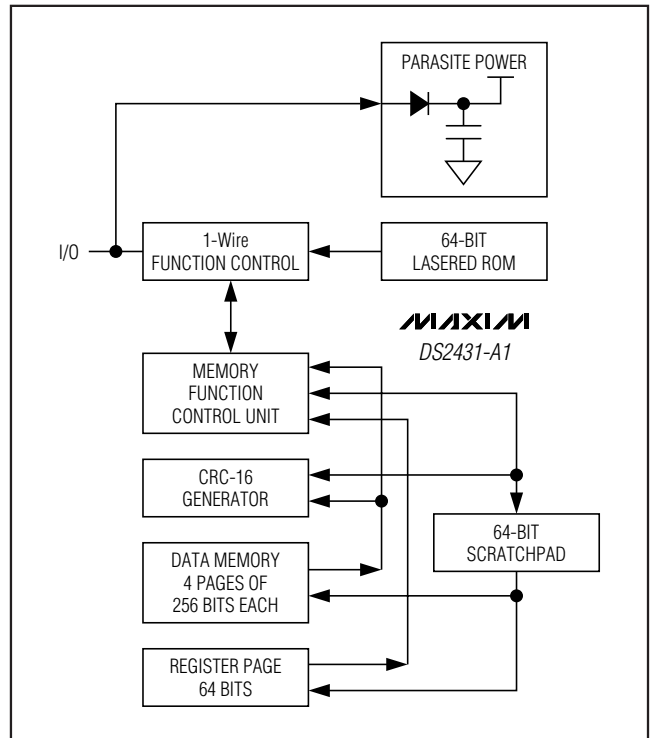 PARASITE POWER
I/O
1-Wire
FUNCTION CONTROL
64-BIT
LASERED ROM
MAXIM
DS2431-A1
MEMORY
FUNCTION
CONTROL UNIT
CRC-16
GENERATOR
64-BIT
SCRATCHPAD
DATA MEMORY
4 PAGES OF
256 BITS EACH
REGISTER PAGE
64 BITS